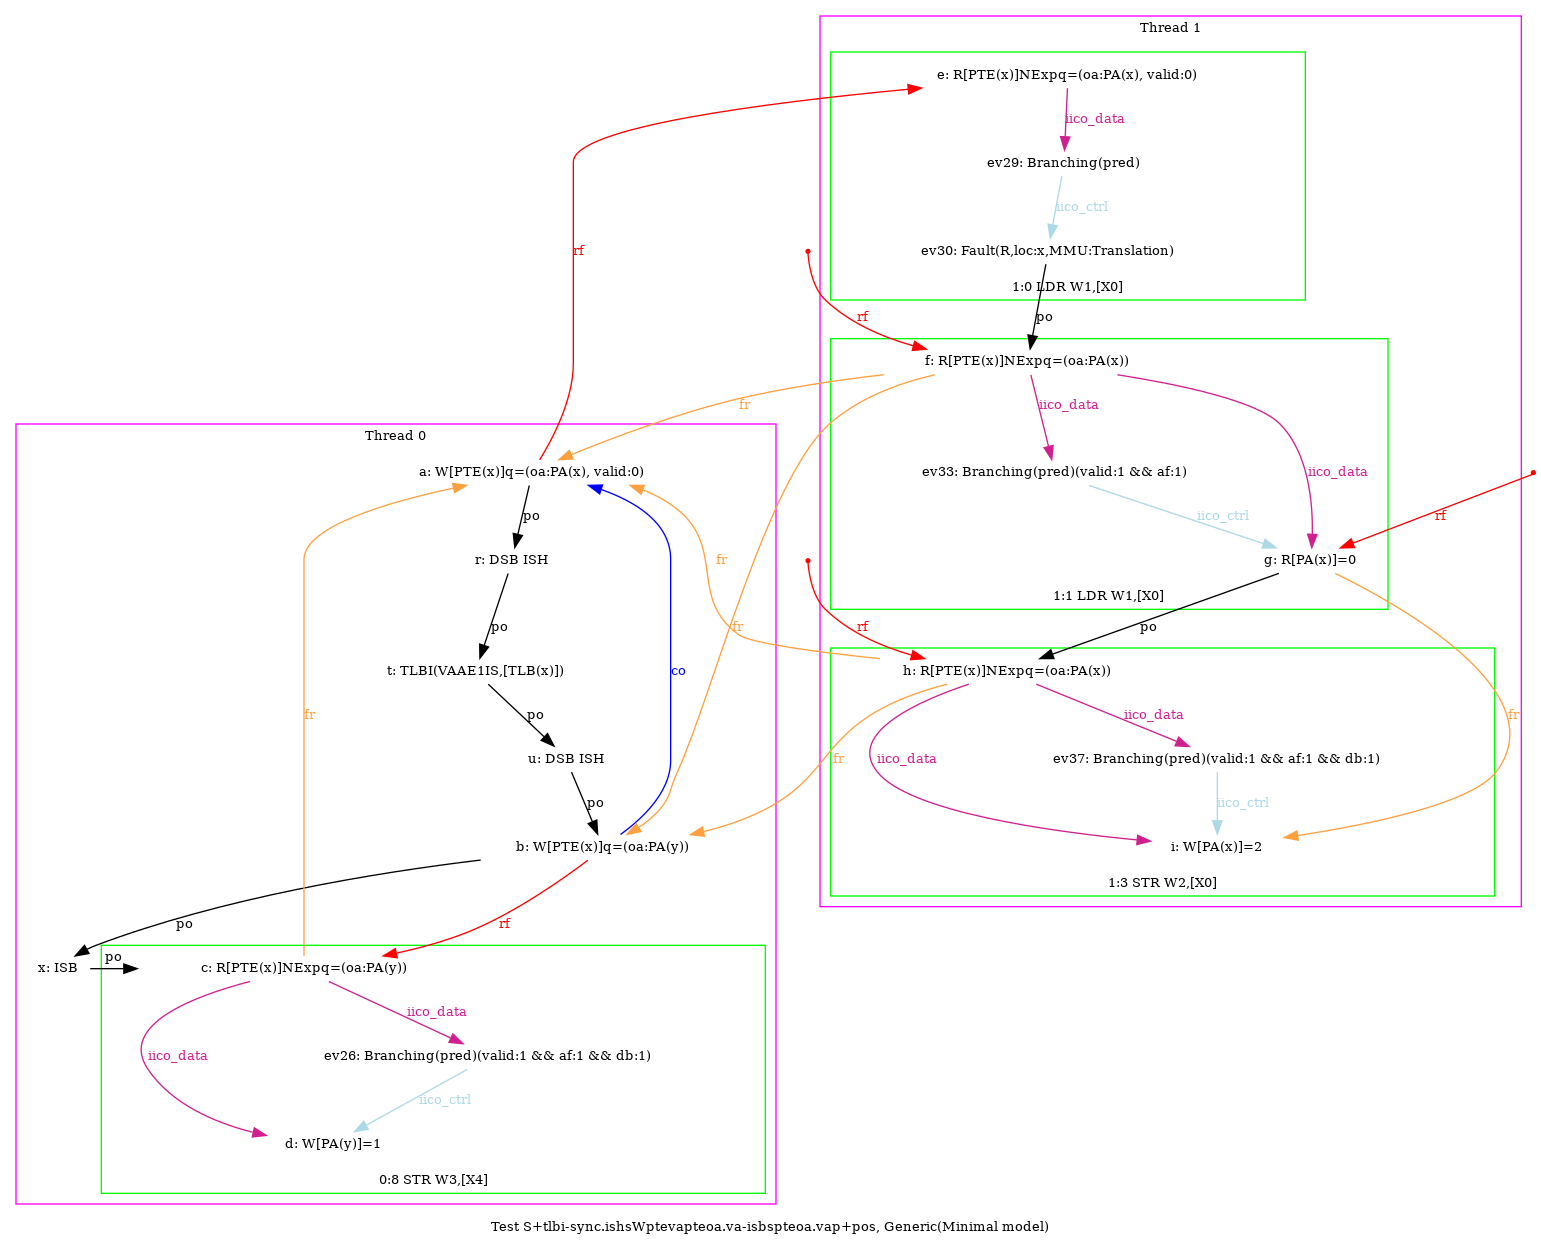 Thread 1
e: R[PTE(x)]NExpq=(oa:PA(x), valid:0)
iico_data
ev29: Branching(pred)
iico_ctrl
rf
ev30: Fault(R,loc:x,MMU:Translation)
1:0 LDR W1,[X0]
rf
po
f: R[PTE(x)]NExpq=(oa:PA(x))
fr
iico_data
Thread 0
a: W[PTE(x)]q=(oa:PA(x), valid:0)
ev33: Branching(pred)(valid:1 && af:1)
iico_data
po
iico_ctrl
rf
r: DSB ISH
fr
g: R[PA(x)]=0
1:1 LDR W1,[X0]
po
fr
rf
po
t: TLBI(VAAE1IS,[TLB(x)])
co
h: R[PTE(x)]NExpq=(oa:PA(x))
fr
po
iico_data
fr
u: DSB ISH
fr
iico_data
ev37: Branching(pred)(valid:1 && af:1 && db:1)
po
iico_ctrl
b: W[PTE(x)]q=(oa:PA(y))
i: W[PA(x)]=2
1:3 STR W2,[X0]
po
rf
x: ISB
po
c: R[PTE(x)]NExpq=(oa:PA(y))
iico_data
iico_data
ev26: Branching(pred)(valid:1 && af:1 && db:1)
iico_ctrl
d: W[PA(y)]=1
0:8 STR W3,[X4]
Test S+tlbi-sync.ishsWptevapteoa.va-isbspteoa.vap+pos, Generic(Minimal model)